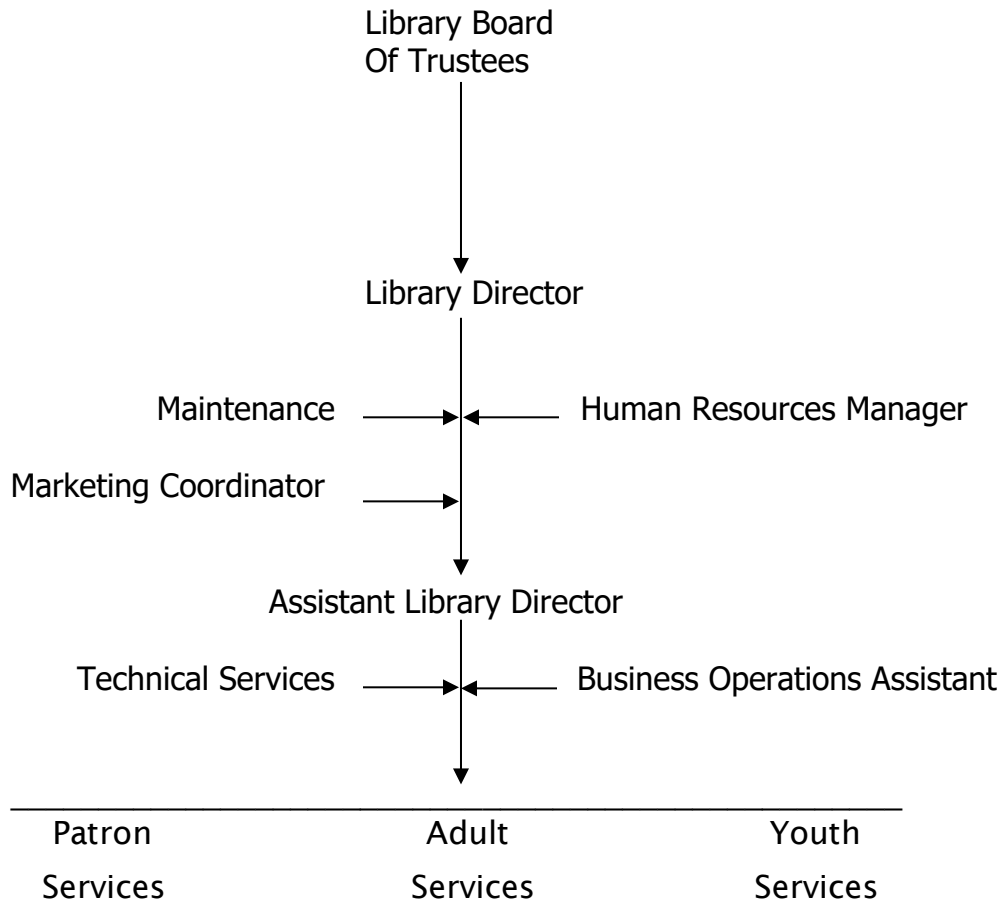 Library Board
Of Trustees
Library Director
Maintenance
Human Resources Manager
Marketing Coordinator
Assistant Library Director
Technical Services
Business Operations Assistant
Patron
Services
Adult
Services
Youth
Services